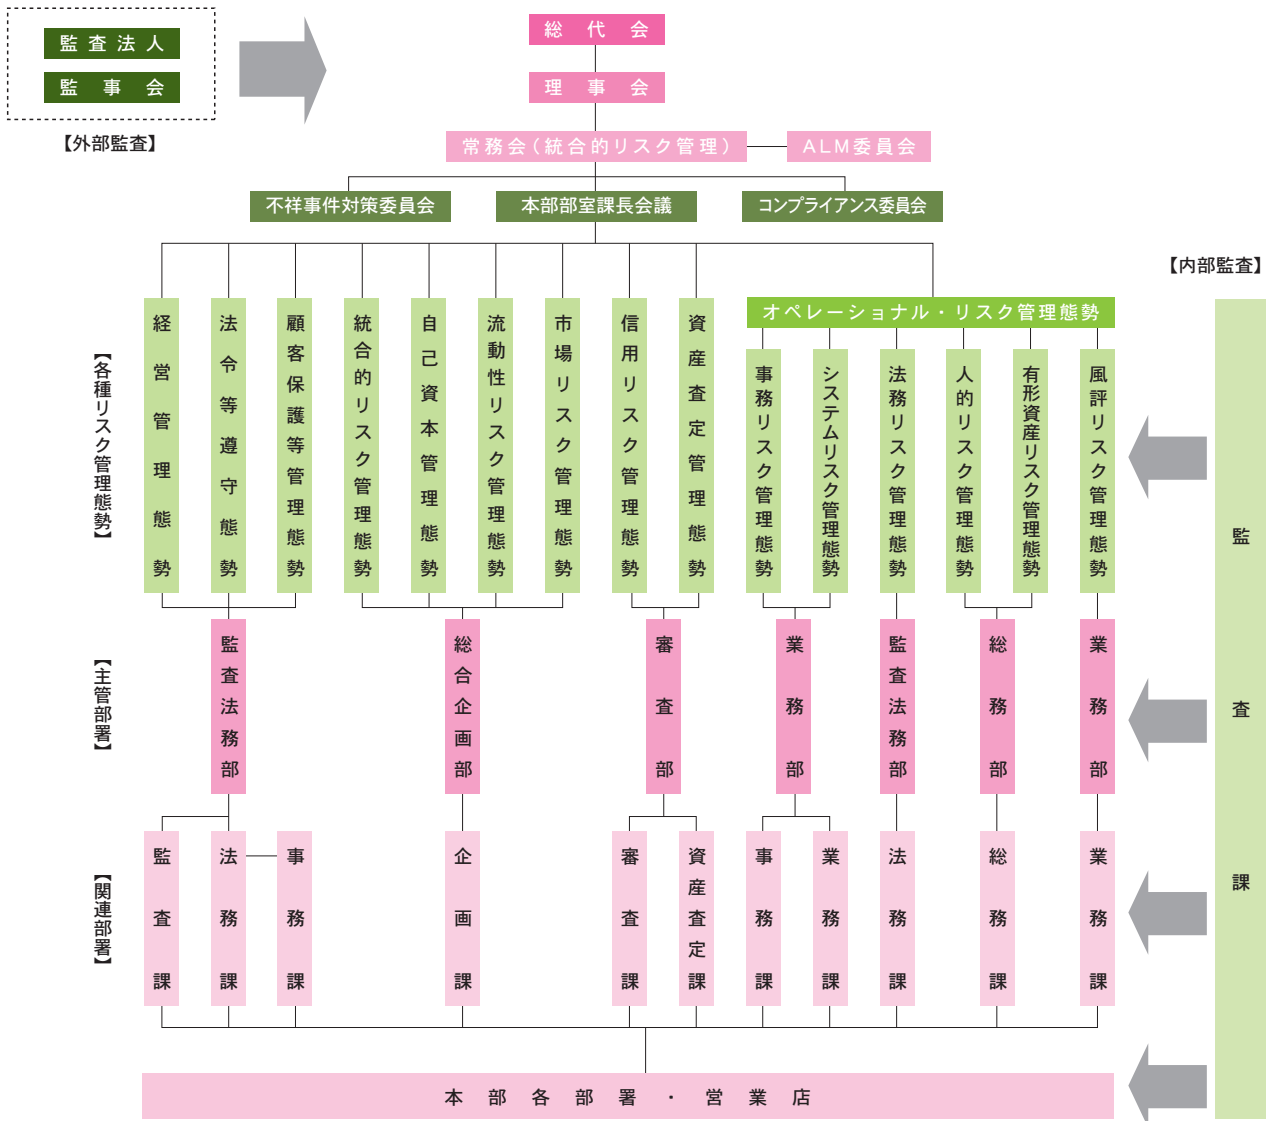 監査法人
監事会
【外部監査】
総代会
理事会
常務会(統合的リスク管理)
ALM委員会
不祥事件対策委員会
本部部室課長会議
コンプライアンス委員会
【内部監査】
【各種リスク管理態勢】
経営管理態勢
法令等遵守態勢
顧客保護等管理態勢
統合的リスク管理態勢
自己資本管理態勢
流動性リスク管理態勢
市場リスク管理態勢
信用リスク管理態勢
資産査定管理態勢
オペレーショナル・リスク管理態勢
事務リスク管理態勢
システムリスク管理態勢
法務リスク管理態勢
人的リスク管理態勢
有形資産リスク管理態勢
風評リスク管理態勢
【主管部署】
監査法務部
総合企画部
審査部
業務部
監査法務部
総務部
業務部
【関連部署】
監査課
法務課
事務課
企画課
審査課
資産査定課
事務課
業務課
法務課
総務課
業務課
監査課
本部各部署・営業店